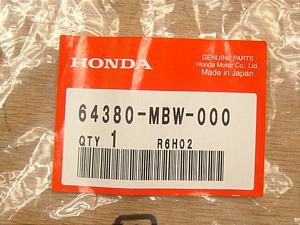 HONDA
GENUINE PARTS
Honda Motor Co., Ltd.
Made in Japan
64380-MBW-000
QTY 1 R6H02